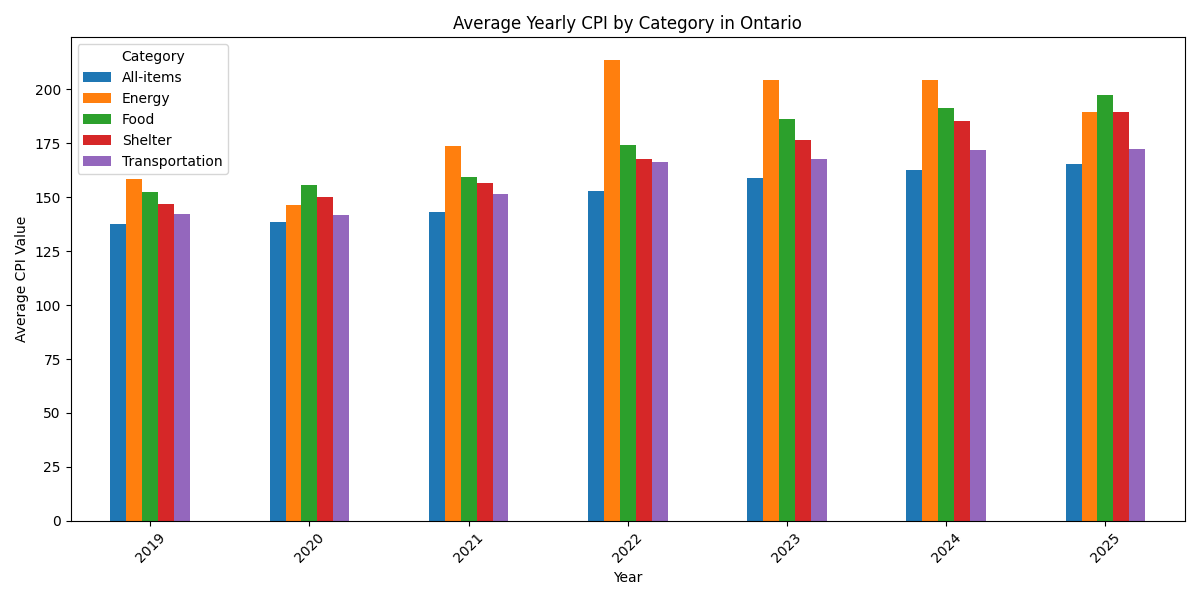 Average Yearly CPI by Category in Ontario
Category
All-items
Energy
Food
Shelter
Transportation
Average CPI Value
200
175
150
125
100
75
50
25
0
2019
2020
2021
2022
2023
2024
2025
Year